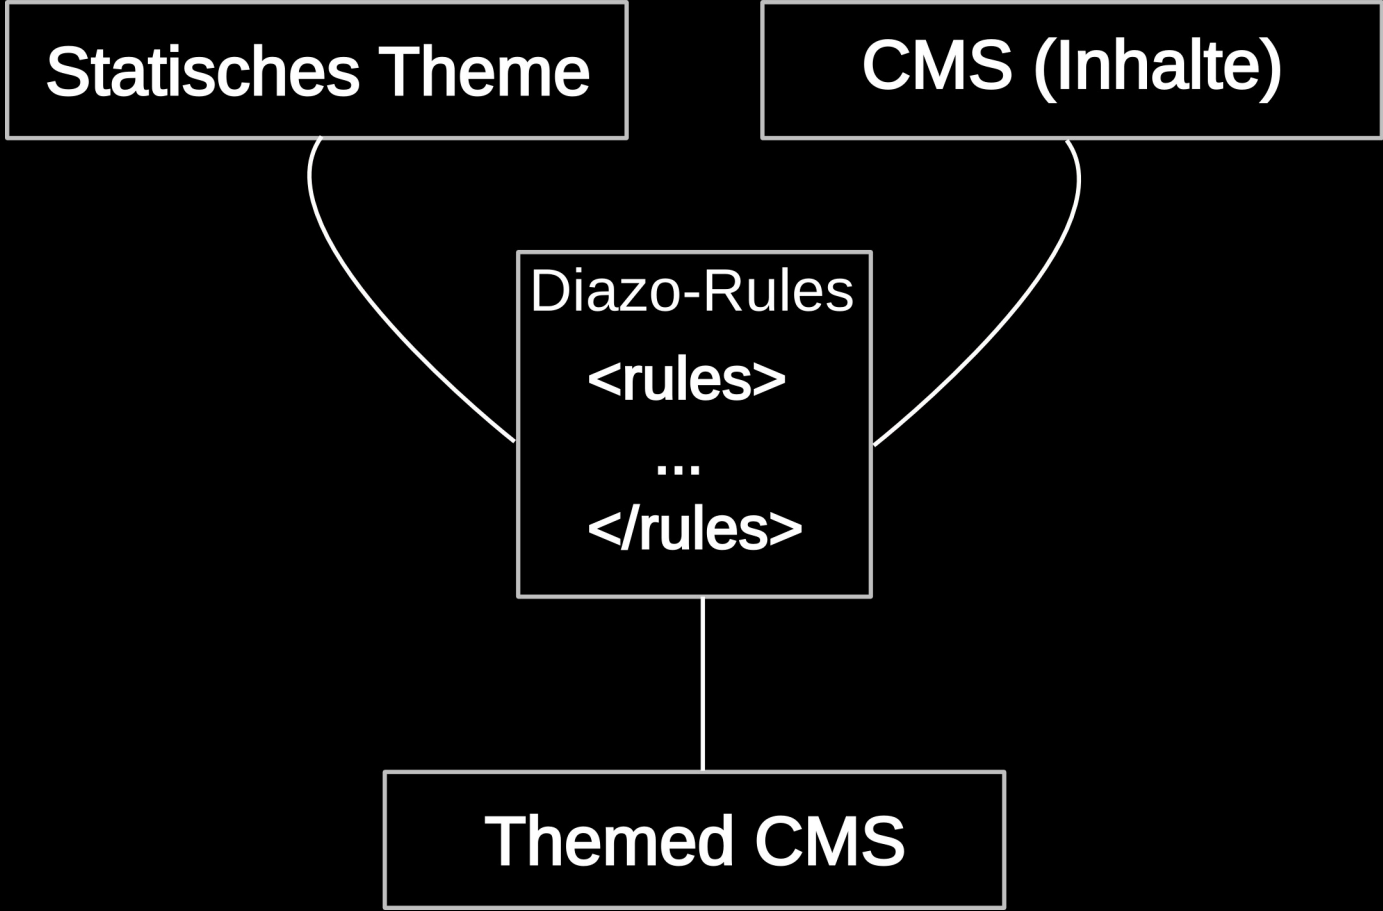 Statisches Theme
CMS (Inhalte)
Diazo-Rules
<rules>
...
</rules>
Themed CMS